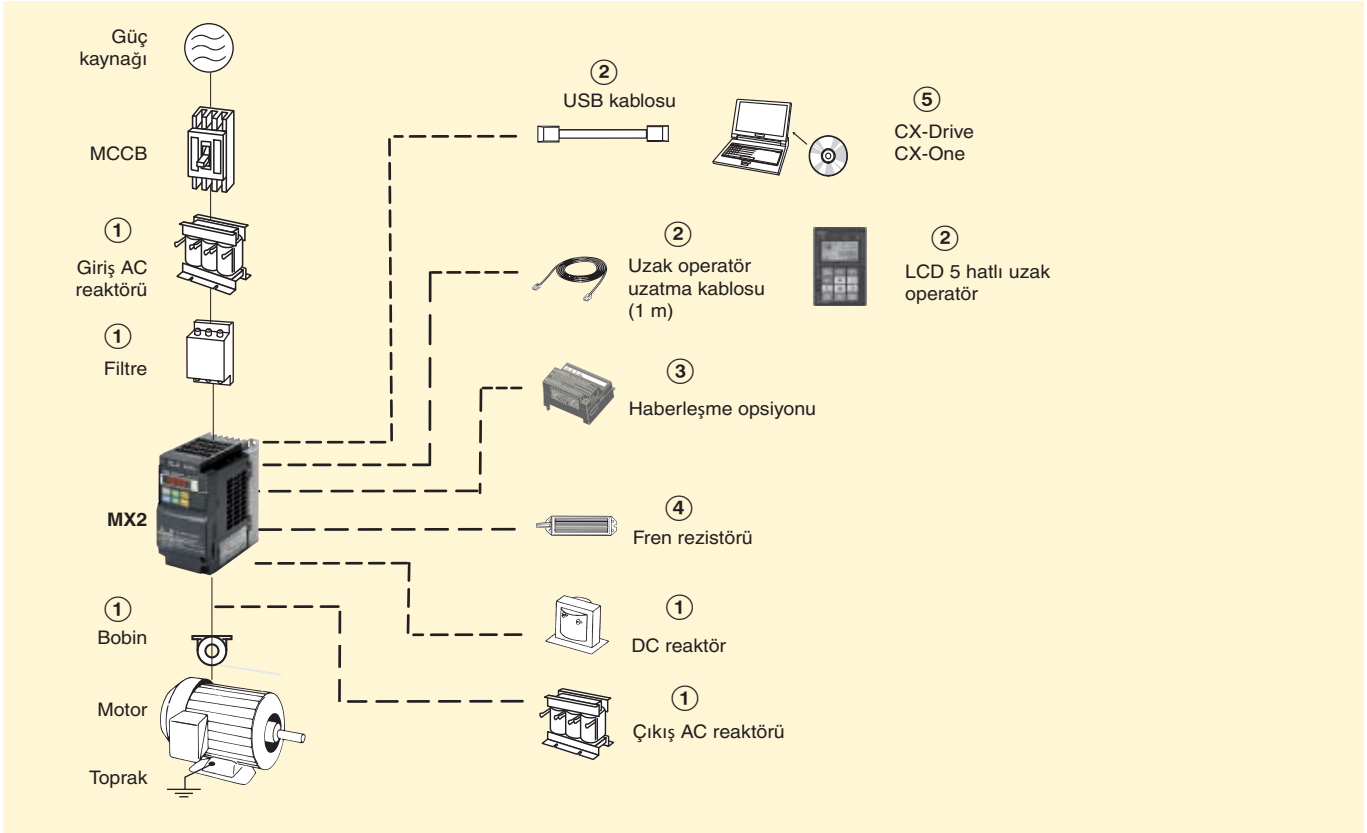 Güç
kaynağı
MCCB
①
Giriş AC
reaktörü
①
Filtre
MX2
①
Bobin
Motor
Toprak
②
USB kablosu
⑤
CX-Drive
CX-One
②
Uzak operatör
uzatma kablosu
(1 m)
②
LCD 5 hatlı uzak
operatör
③
Haberleşme opsiyonu
④
Fren rezistörü
①
DC reaktör
①
Çıkış AC reaktörü